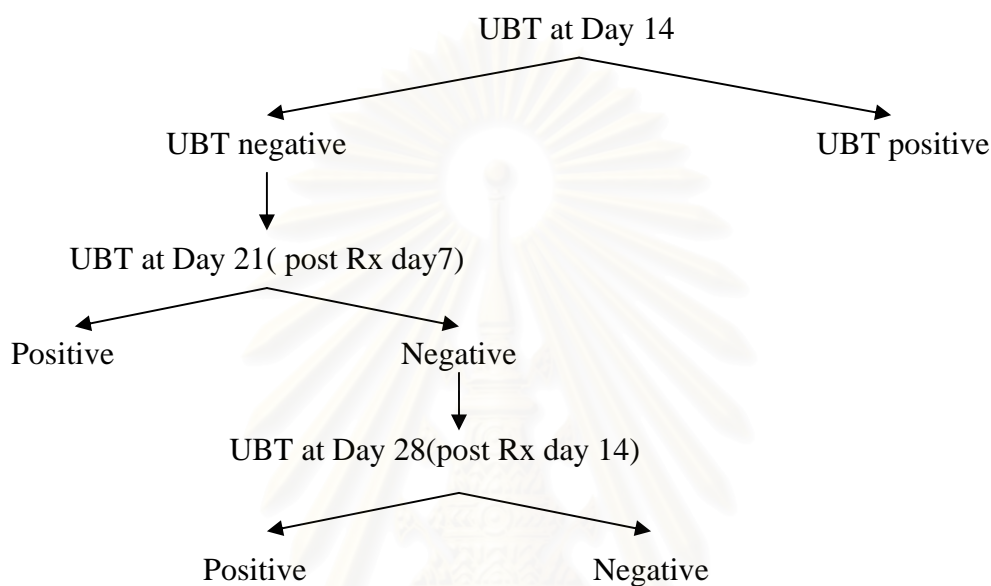 UBT at Day 14
UBT negative
UBT positive
UBT at Day 21( post Rx day7)
Positive
Negative
UBT at Day 28(post Rx day 14)
Positive
Negative